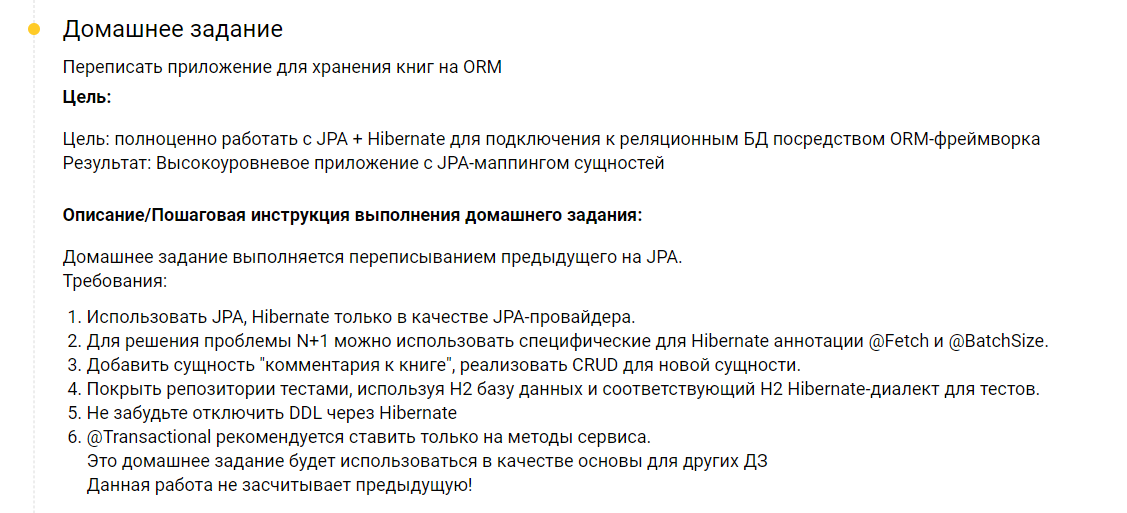 Домашнее задание
Переписать приложение для хранения книг на ORM
Цель:
Цель: полноценно работать с JPA + Hibernate для подключения к реляционным БД посредством ORM-фреймворка
Результат: Высокоуровневое приложение с JPA-маппингом сущностей
Описание/Пошаговая инструкция выполнения домашнего задания:
Домашнее задание выполняется переписыванием предыдущего на JPA.
Требования:
1. Использовать JPA, Hibernate только в качестве JPA-провайдера.
2. Для решения проблемы N+1 можно использовать специфические для Hibernate аннотации @Fetch и @BatchSize.
3. Добавить сущность "комментария к книге", реализовать CRUD для новой сущности.
4. Покрыть репозитории тестами, используя H2 базу данных и соответствующий H2 Hibernate-диалект для тестов.
5. Не забудьте отключить DDL через Hibernate
6. @Transactional рекомендуется ставить только на методы сервиса.
Это домашнее задание будет использоваться в качестве основы для других ДЗ
Данная работа не засчитывает предыдущую!